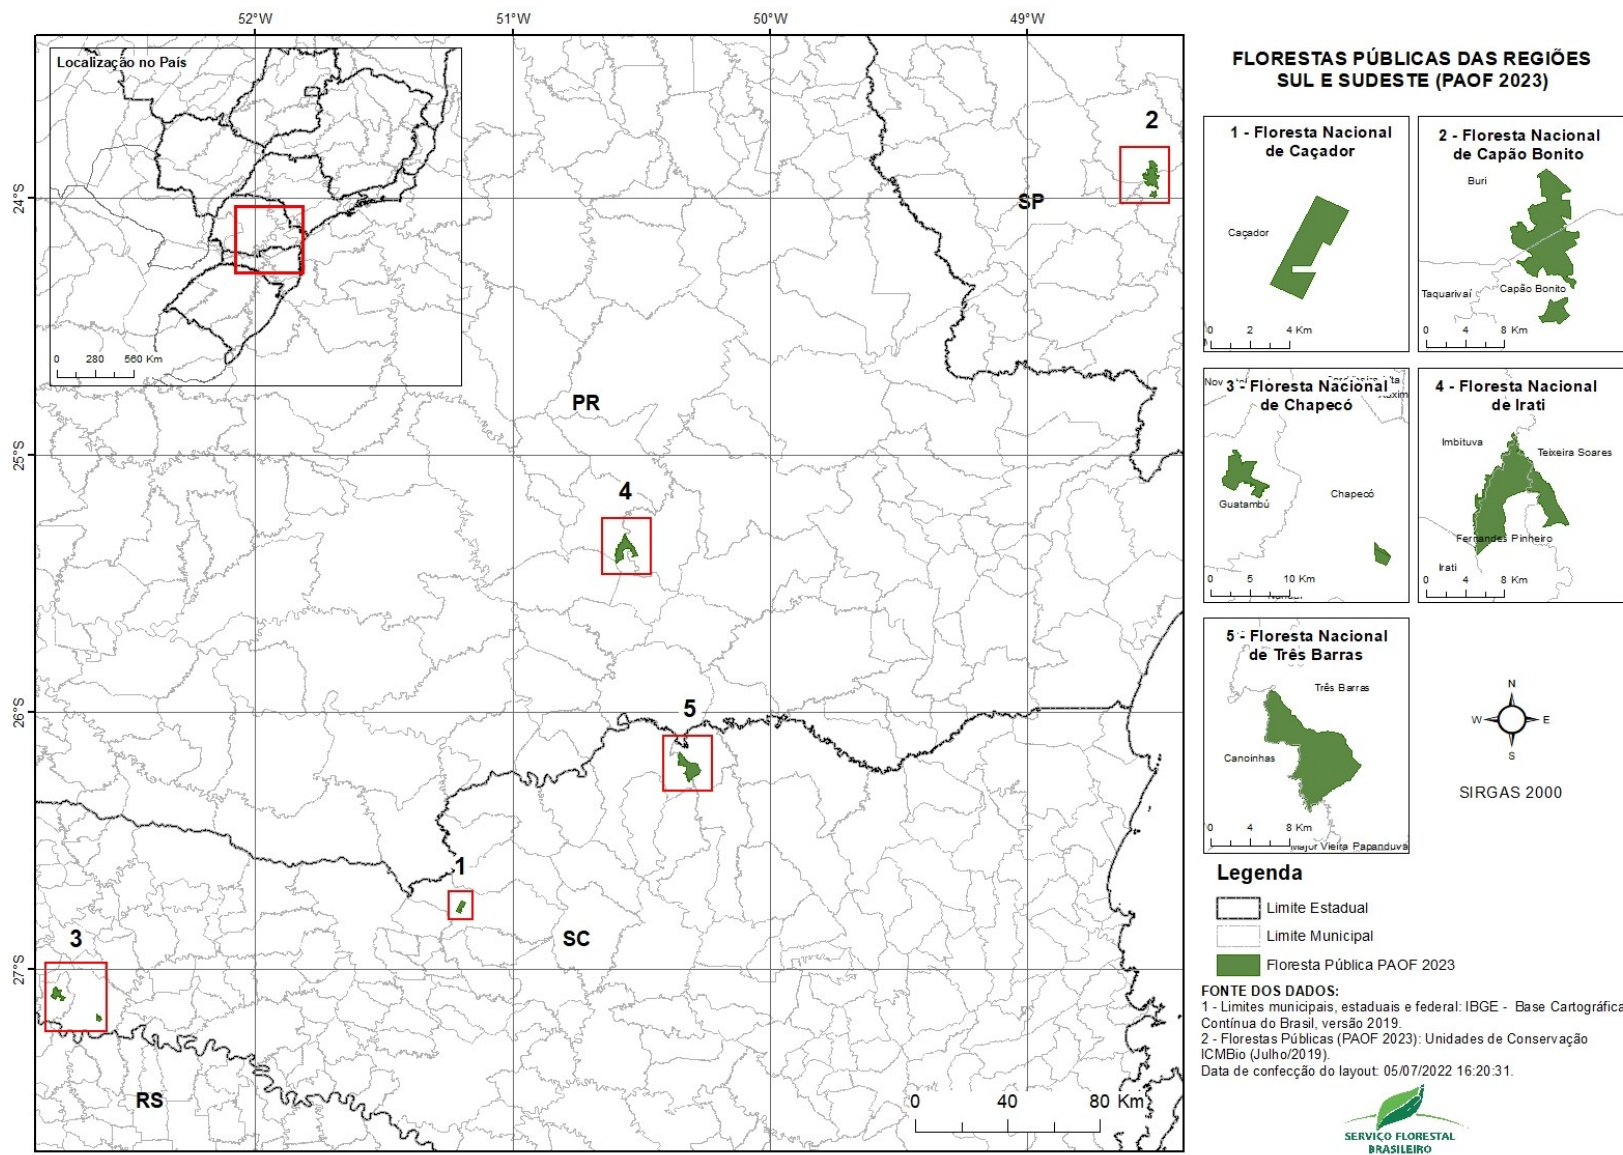 52°W
51°W
50°W
49°W
24°S
25°S
26°S
27°S
Localização no País
0 280 560 Km
2
SP
PR
4
5
1
3
SC
RS
0 40 80 Km
FLORESTAS PÚBLICAS DAS REGIÕES
SUL E SUDESTE (PAOF 2023)
1 - Floresta Nacional
de Caçador
Caçador
0 2 4 Km
2 - Floresta Nacional
de Capão Bonito
Buri
Taquarivaí
Capão Bonito
0 4 8 Km
3 - Floresta Nacional
de Chapecó
Guatambú
Chapecó
0 5 10 Km
4 - Floresta Nacional
de Irati
Imbituva
Teixeira Soares
Fernandes Pinheiro
Irati
0 4 8 Km
5 - Floresta Nacional
de Três Barras
Três Barras
Canoinhas
0 4 8 Km
Major Vieira Papanduva
N
W E
S
SIRGAS 2000
Legenda
Limite Estadual
Limite Municipal
Floresta Pública PAOF 2023
FONTE DOS DADOS:
1 - Limites municipais, estaduais e federal: IBGE - Base Cartográfica
Contínua do Brasil, versão 2019.
2 - Florestas Públicas (PAOF 2023): Unidades de Conservação
ICMBio (Julho/2019).
Data de confecção do layout: 05/07/2022 16:20:31.
SERVIÇO FLORESTAL
BRASILEIRO